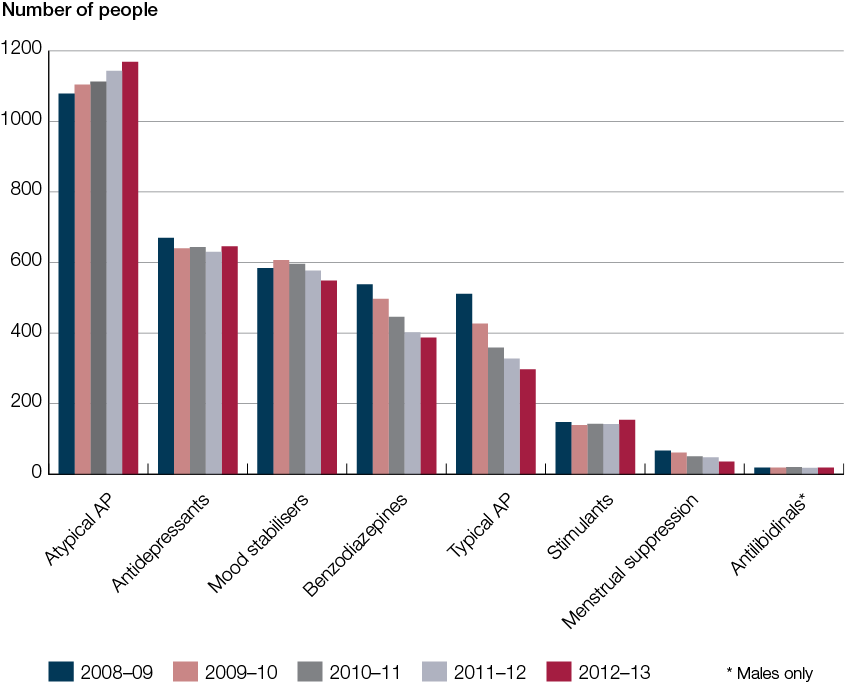 Number of people
1200
1000
800
600
400
200
0
Atypical AP
Antidepressants
Mood stabilisers
Benzodiazepines
Typical AP
Stimulants
Menstrual suppression
Antilibidinals*
2008–09 2009–10 2010–11 2011–12 2012–13 * Males only